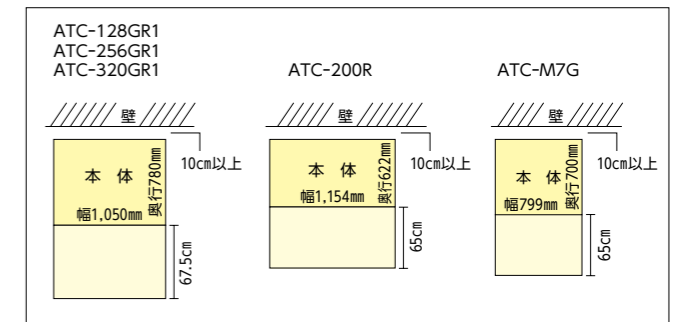 ATC-128GR1
ATC-256GR1
ATC-320GR1
壁
10cm以上
本 体
幅1,050mm
奥行780mm
67.5cm
ATC-200R
壁
10cm以上
本 体
幅1,154mm
奥行622mm
65cm
ATC-M7G
壁
10cm以上
本 体
幅799mm
奥行700mm
65cm